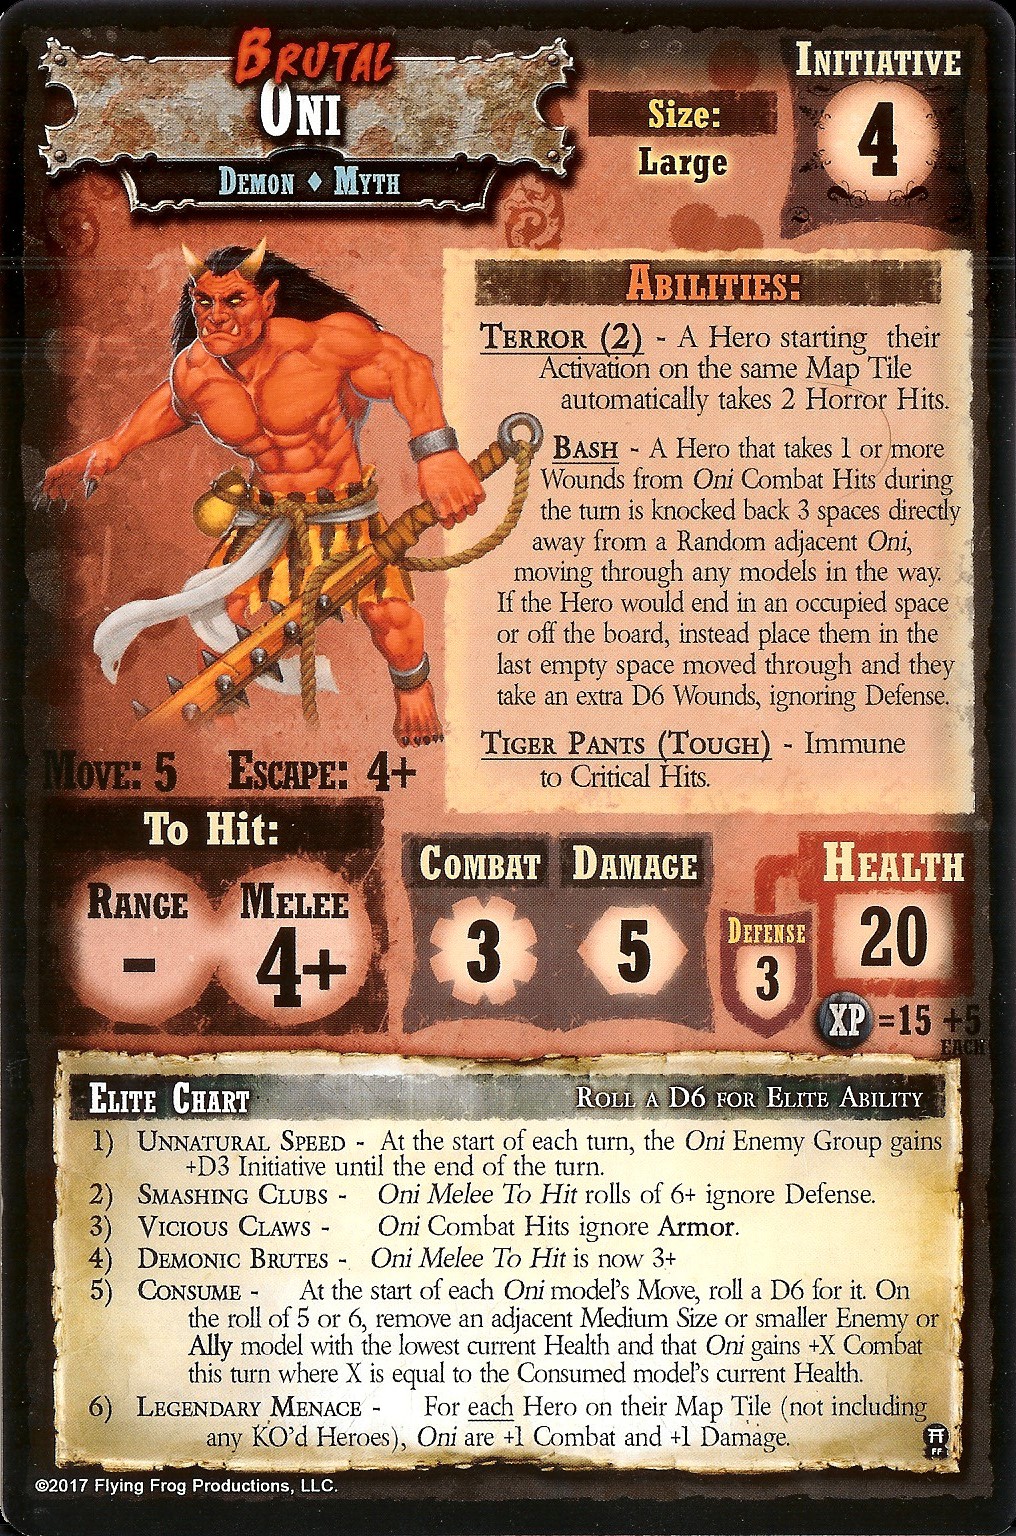 BRUTAL
ONI
DEMON ♦ MYTH
SIZE:
LARGE
INITIATIVE
4
ABILITIES:
TERROR (2) - A Hero starting their
Activation on the same Map Tile
automatically takes 2 Horror Hits.
BASH - A Hero that takes 1 or more
Wounds from Oni Combat Hits during
the turn is knocked back 3 spaces directly
away from a Random adjacent Oni,
moving through any models in the way.
If the Hero would end in an occupied space
or off the board, instead place them in the
last empty space moved through and they
take an extra D6 Wounds, ignoring Defense.
TIGER PANTS (TOUGH) - Immune
to Critical Hits.
MOVE: 5 ESCAPE: 4+
TO HIT:
RANGE MELEE
- 4+
COMBAT
3
DAMAGE
5
DEFENSE
3
HEALTH
20
XP =15 +5
EACH
ELITE CHART ROLL A D6 FOR ELITE ABILITY
1) UNNATURAL SPEED - At the start of each turn, the Oni Enemy Group gains
+D3 Initiative until the end of the turn.
2) SMASHING CLUBS - Oni Melee To Hit rolls of 6+ ignore Defense.
3) VICIOUS CLAWS - Oni Combat Hits ignore Armor.
4) DEMONIC BRUTES - Oni Melee To Hit is now 3+
5) CONSUME - At the start of each Oni model's Move, roll a D6 for it. On
the roll of 5 or 6, remove an adjacent Medium Size or smaller Enemy or
Ally model with the lowest current Health and that Oni gains +X Combat
this turn where X is equal to the Consumed model's current Health.
6) LEGENDARY MENACE - For each Hero on their Map Tile (not including
any KO'd Heroes), Oni are +1 Combat and +1 Damage.
FF
©2017 Flying Frog Productions, LLC.